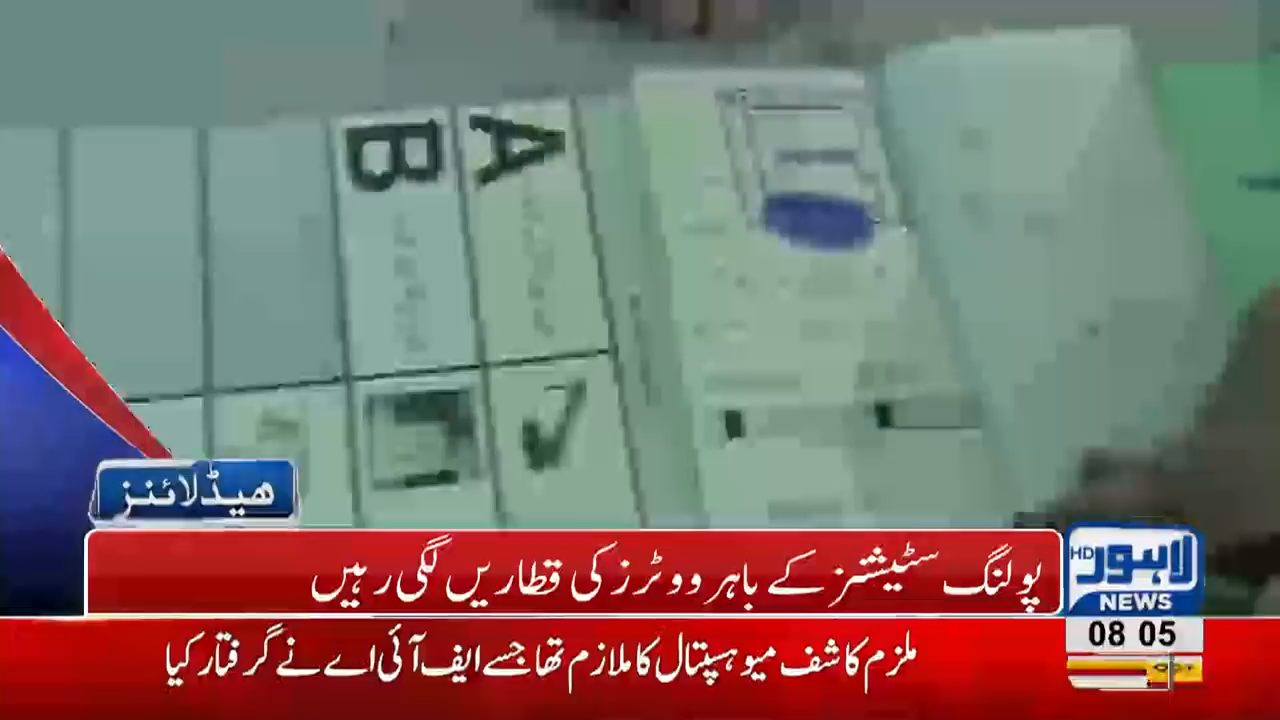 B A
ھیڈلائنز
پولنگ سٹیشنز کے باہر ووٹرز کی قطاریں لگی رہیں
HD لاہور
NEWS
08 05
ملزم کاشف میو ہسپتال کا ملازم تھا جسے ایف آئی اے نے گرفتار کیا